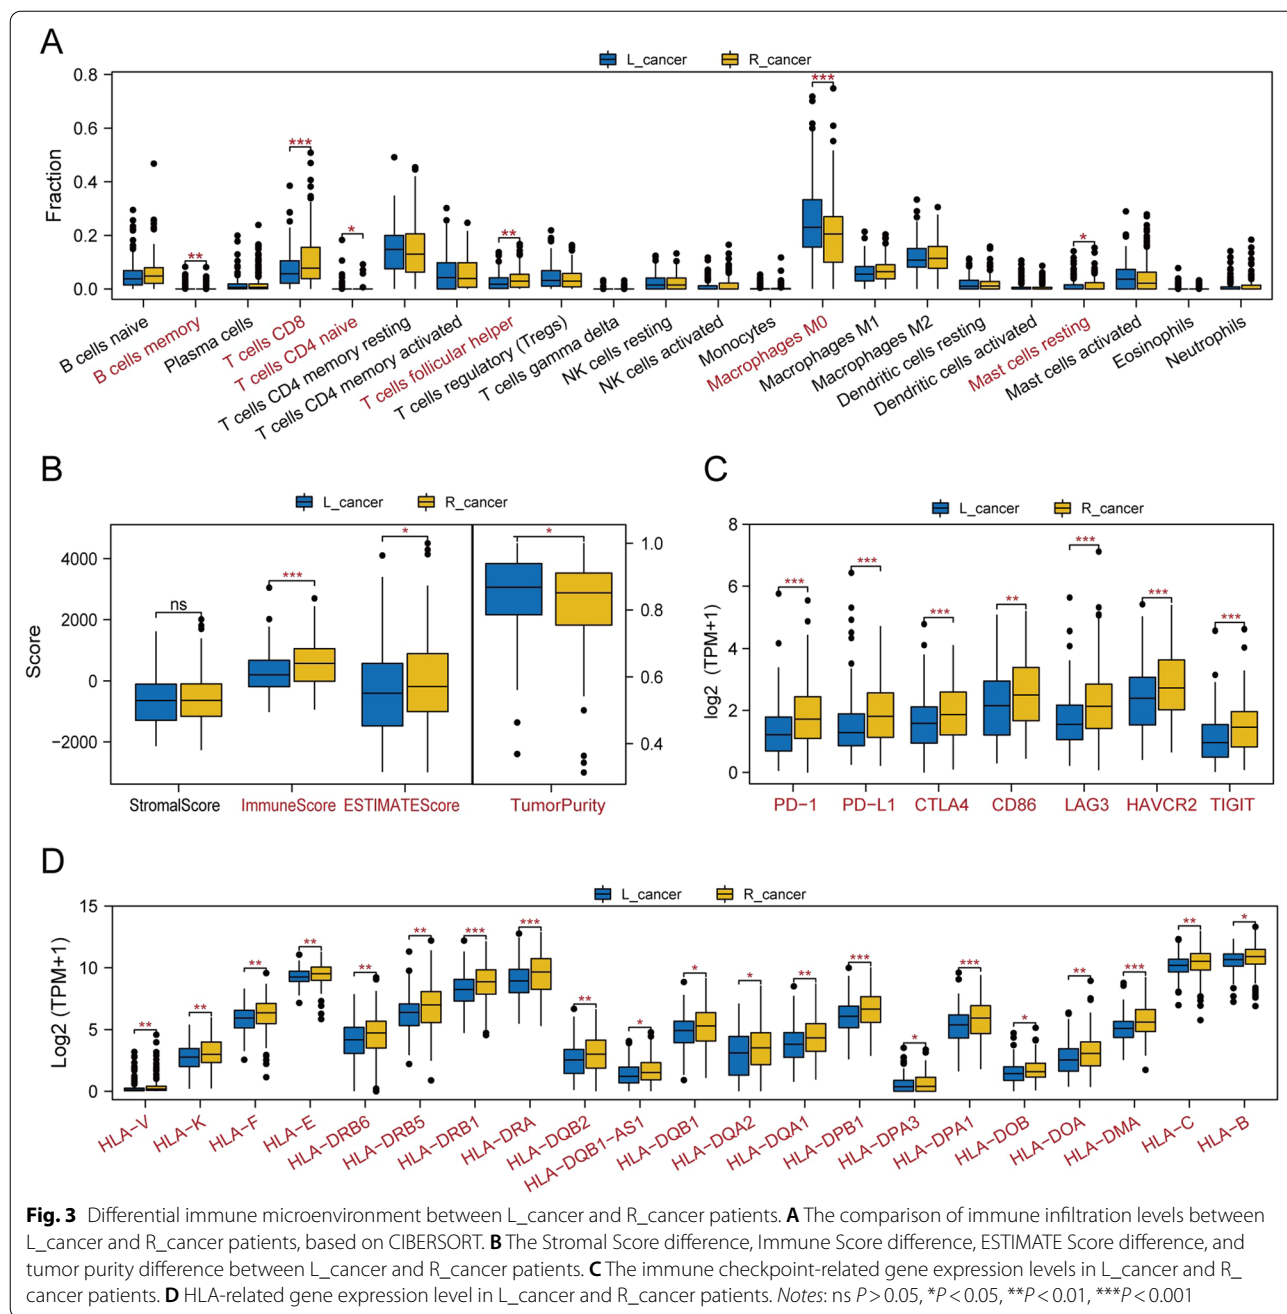 A
L_cancer R_cancer
Fraction
0.8
0.6
0.4
0.2
0.0
*** *** ** * ** *
B cells naive
B cells memory
Plasma cells
T cells CD8
T cells CD4 naive
T cells CD4 memory resting
T cells CD4 memory activated
T cells follicular helper
T cells regulatory (Tregs)
T cells gamma delta
NK cells resting
NK cells activated
Monocytes
Macrophages M0
Macrophages M1
Macrophages M2
Dendritic cells resting
Dendritic cells activated
Mast cells resting
Mast cells activated
Eosinophils
Neutrophils
B
L_cancer R_cancer
Score
4000
2000
0
−2000
ns *** * *
1.0
0.8
0.6
0.4
StromalScore ImmuneScore ESTIMATEScore TumorPurity
C
L_cancer R_cancer
log2 (TPM+1)
8
6
4
2
0
*** *** *** ** *** *** ***
PD−1 PD−L1 CTLA4 CD86 LAG3 HAVCR2 TIGIT
D
L_cancer R_cancer
Log2 (TPM+1)
15
10
5
0
** ** ** ** ** ** *** *** ** * * * ** *** * *** * ** *** ** *
HLA−V
HLA−K
HLA−F
HLA−E
HLA−DRB6
HLA−DRB5
HLA−DRB1
HLA−DRA
HLA−DQB2
HLA−DQB1−AS1
HLA−DQB1
HLA−DQA2
HLA−DQA1
HLA−DPB1
HLA−DPA3
HLA−DPA1
HLA−DOB
HLA−DOA
HLA−DMA
HLA−C
HLA−B
Fig. 3 Differential immune microenvironment between L_cancer and R_cancer patients. A The comparison of immune infiltration levels between
L_cancer and R_cancer patients, based on CIBERSORT. B The Stromal Score difference, Immune Score difference, ESTIMATE Score difference, and
tumor purity difference between L_cancer and R_cancer patients. C The immune checkpoint-related gene expression levels in L_cancer and R_
cancer patients. D HLA-related gene expression level in L_cancer and R_cancer patients. Notes: ns P > 0.05, *P < 0.05, **P < 0.01, ***P < 0.001